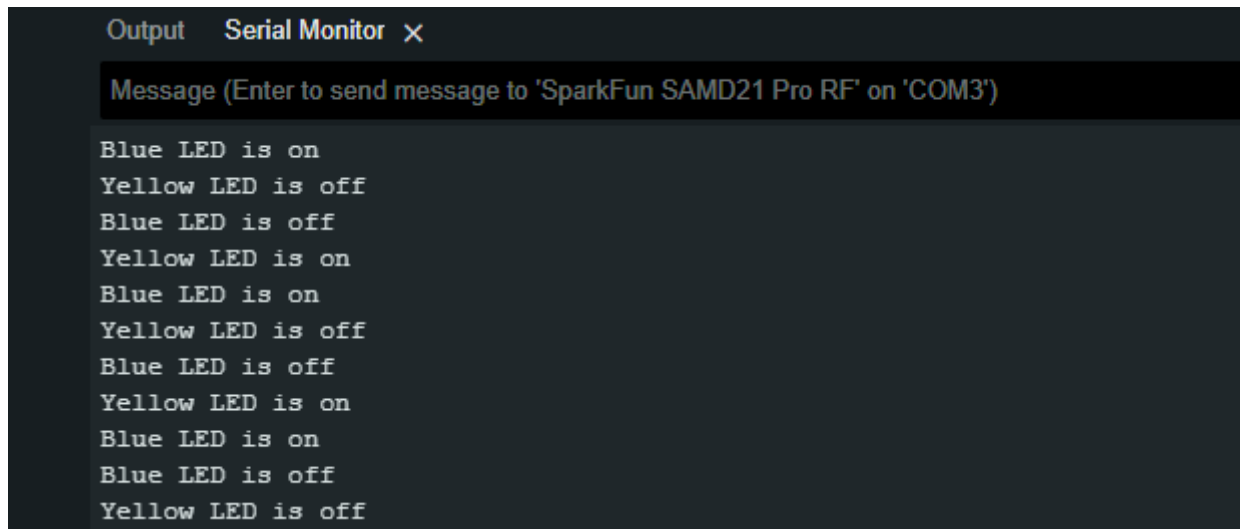 Output Serial Monitor ×
Message (Enter to send message to 'SparkFun SAMD21 Pro RF' on 'COM3')
Blue LED is on
Yellow LED is off
Blue LED is off
Yellow LED is on
Blue LED is on
Yellow LED is off
Blue LED is off
Yellow LED is on
Blue LED is on
Blue LED is off
Yellow LED is off